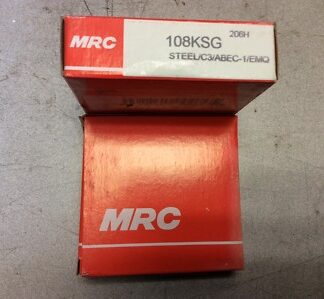 MRC
206H
108KSG
STEEL/C3/ABEC-1/EMQ
MRC